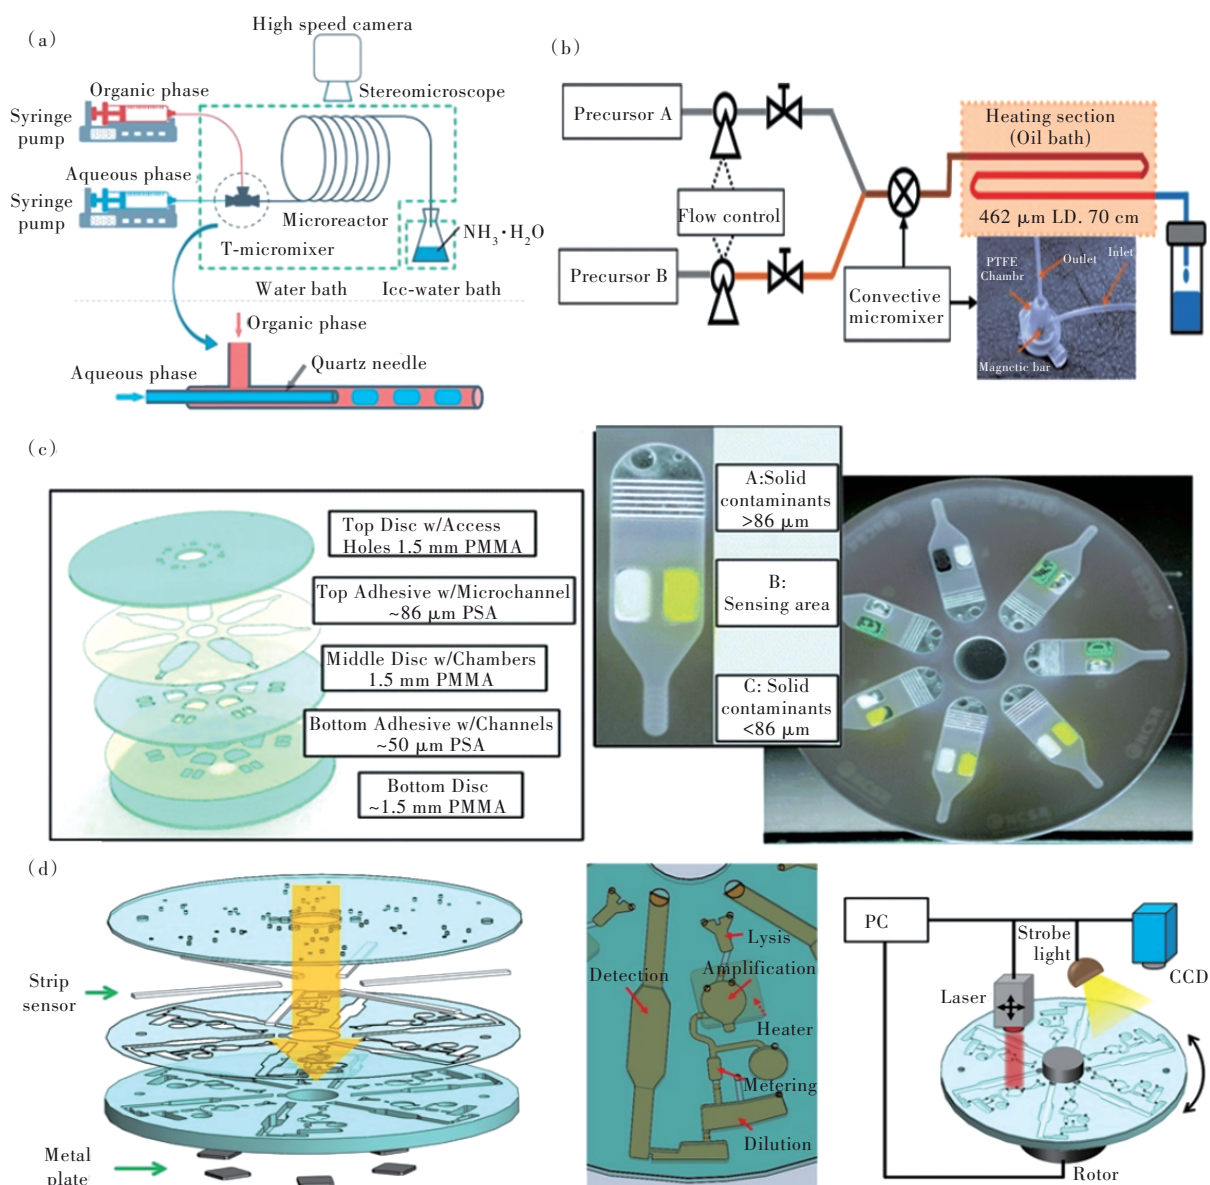 (a)
High speed camera
Organic phase
Stereomicroscope
Syringe
pump
Aqueous phase
Syringe
pump
Microreactor
T-micromixer
NH₃·H₂O
Water bath
Icc-water bath
Organic phase
Quartz needle
Aqueous phase
(b)
Precursor A
Heating section
(Oil bath)
Flow control
462 μm LD. 70 cm
Precursor B
Convective
micromixer
PTFE
Chambr
Outlet
Inlet
Magnetic bar
(c)
Top Disc w/Access
Holes 1.5 mm PMMA
Top Adhesive w/Microchannel
~86 μm PSA
Middle Disc w/Chambers
1.5 mm PMMA
Bottom Adhesive w/Channels
~50 μm PSA
Bottom Disc
~1.5 mm PMMA
A:Solid
contaminants
>86 μm
B:
Sensing area
C: Solid
contaminants
<86 μm
(d)
Strip
sensor
Metal
plate
Lysis
Detection
Amplification
Heater
Metering
Dilution
PC
Strobe
light
CCD
Laser
Rotor